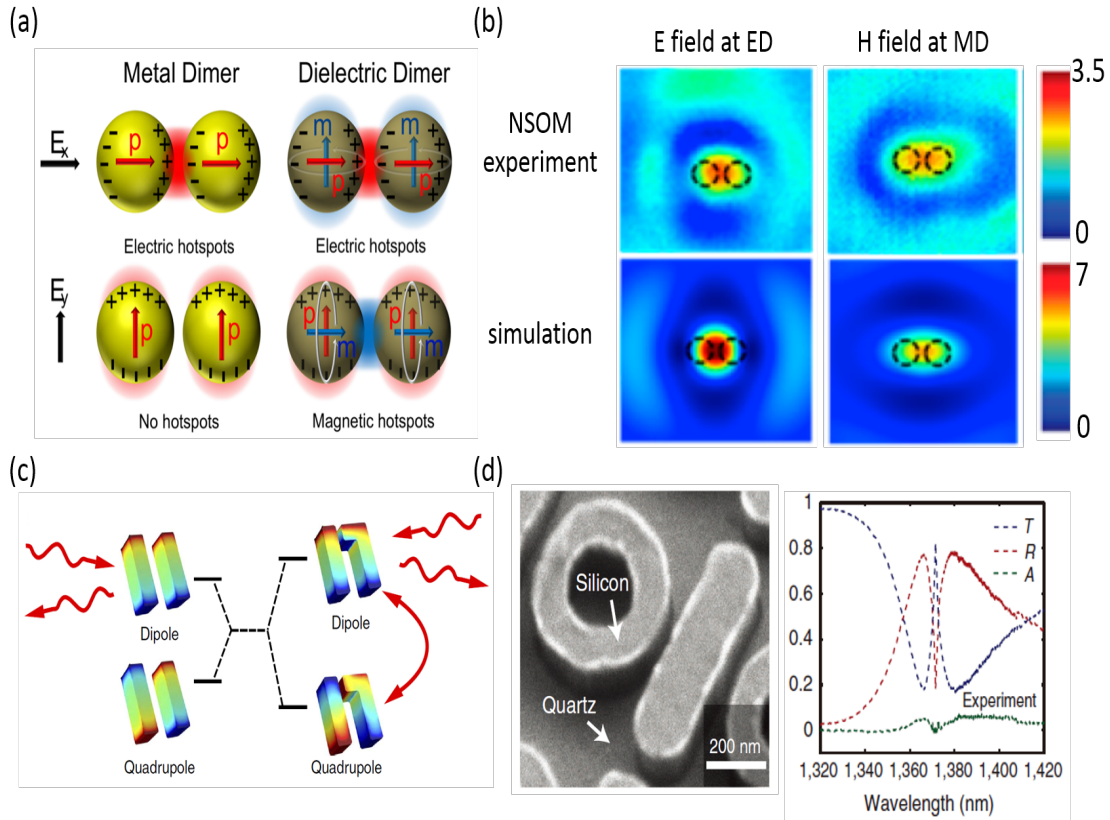 (a)
Metal Dimer
Dielectric Dimer
Ex
p
p
m
m
p
p
Electric hotspots
Electric hotspots
Ey
p
p
p
p
m
m
No hotspots
Magnetic hotspots
(b)
E field at ED
H field at MD
NSOM
experiment
3.5
0
simulation
7
0
(c)
Dipole
Dipole
Quadrupole
Quadrupole
(d)
Silicon
Quartz
200 nm
1
0.8
0.6
0.4
0.2
0
T
R
A
Experiment
1,320 1,340 1,360 1,380 1,400 1,420
Wavelength (nm)